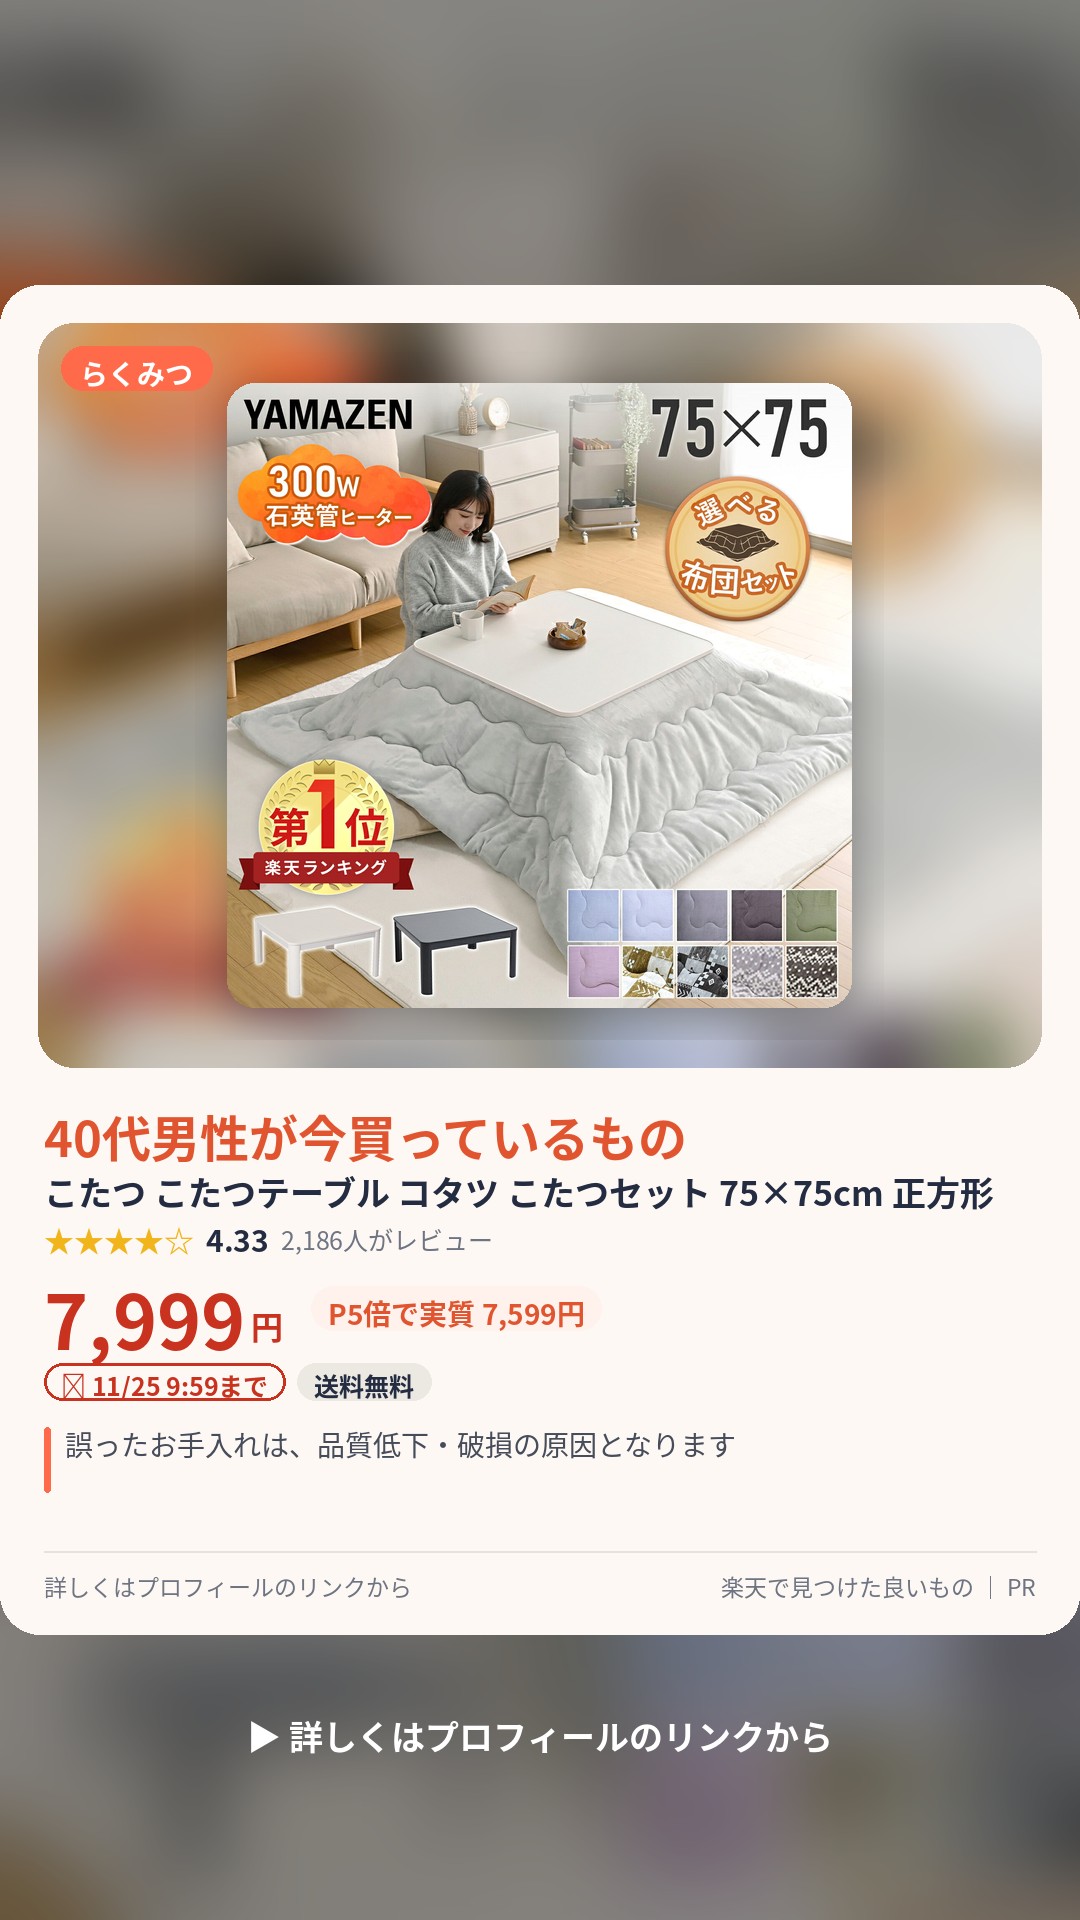 らくみつ
YAMAZEN
75×75
300W
石英管ヒーター
選べる
布団セット
第1位
楽天ランキング
40代男性が今買っているもの
こたつ こたつテーブル コタツ こたつセット 75×75cm 正方形
★★★★☆ 4.33 2,186人がレビュー
7,999円 P5倍で実質 7,599円
11/25 9:59まで 送料無料
誤ったお手入れは、品質低下・破損の原因となります
詳しくはプロフィールのリンクから
楽天で見つけた良いもの｜PR
▶ 詳しくはプロフィールのリンクから